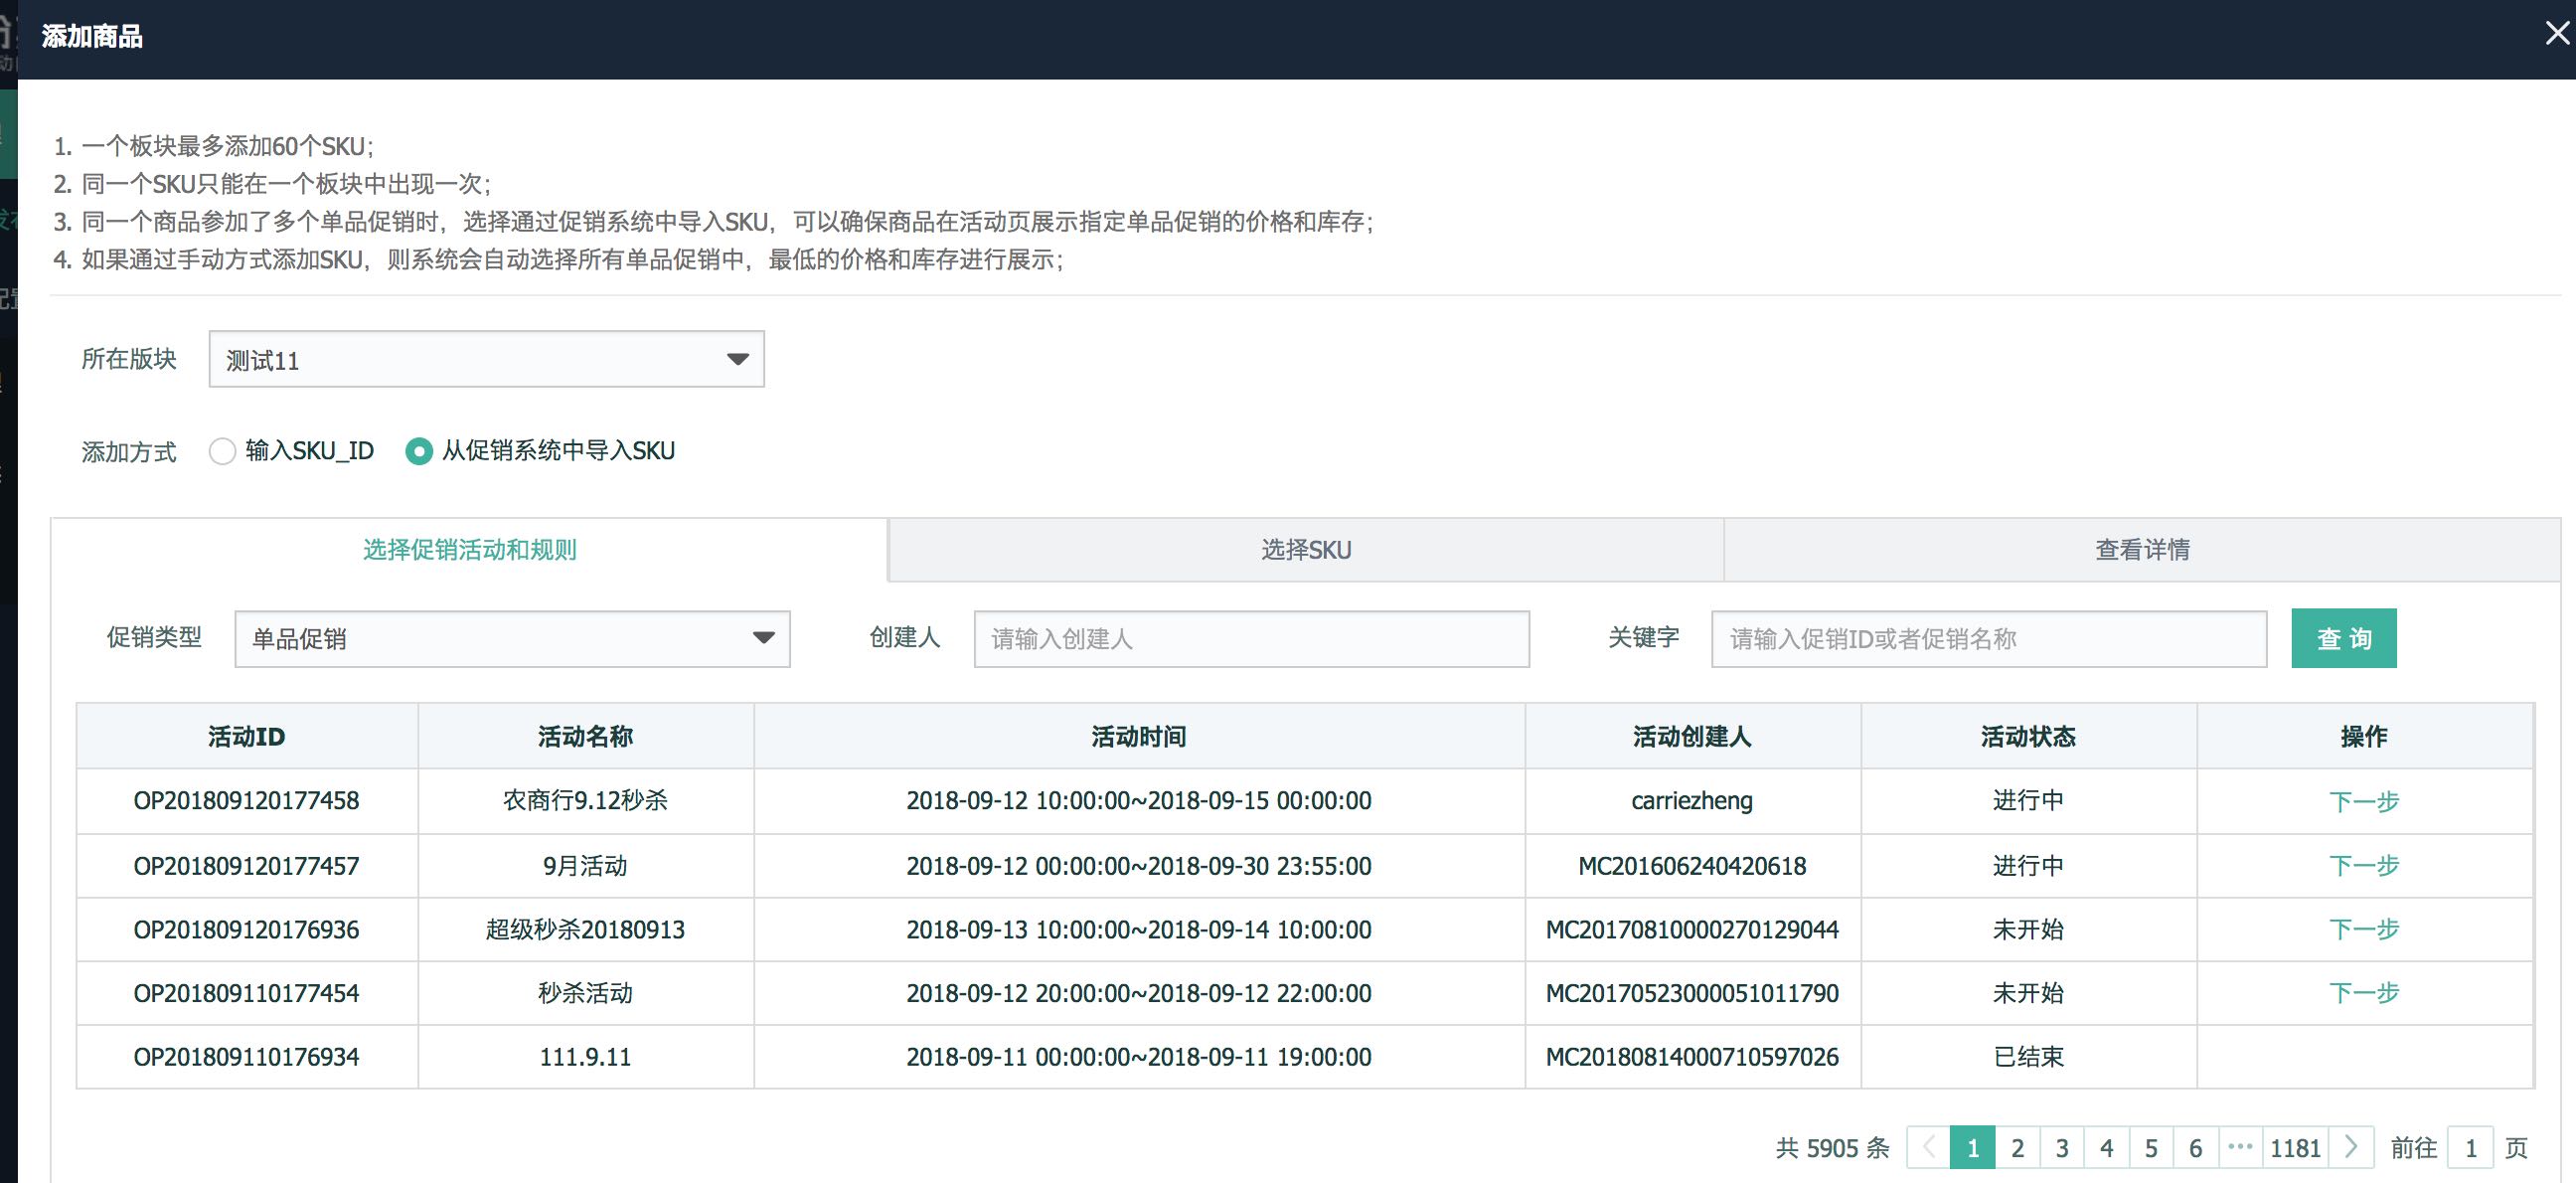 添加商品
1. 一个板块最多添加60个SKU；
2. 同一个SKU只能在一个板块中出现一次；
3. 同一个商品参加了多个单品促销时，选择通过促销系统中导入SKU，可以确保商品在活动页展示指定单品促销的价格和库存；
4. 如果通过手动方式添加SKU，则系统会自动选择所有单品促销中，最低的价格和库存进行展示；
所在版块 测试11
添加方式 输入SKU_ID 从促销系统中导入SKU
选择促销活动和规则 选择SKU 查看详情
促销类型 单品促销 创建人 请输入创建人 关键字 请输入促销ID或者促销名称 查 询
活动ID 活动名称 活动时间 活动创建人 活动状态 操作
OP201809120177458 农商行9.12秒杀 2018-09-12 10:00:00~2018-09-15 00:00:00 carriezheng 进行中 下一步
OP201809120177457 9月活动 2018-09-12 00:00:00~2018-09-30 23:55:00 MC201606240420618 进行中 下一步
OP201809120176936 超级秒杀20180913 2018-09-13 10:00:00~2018-09-14 10:00:00 MC20170810000270129044 未开始 下一步
OP201809110177454 秒杀活动 2018-09-12 20:00:00~2018-09-12 22:00:00 MC20170523000051011790 未开始 下一步
OP201809110176934 111.9.11 2018-09-11 00:00:00~2018-09-11 19:00:00 MC20180814000710597026 已结束
共 5905 条 1 2 3 4 5 6 ··· 1181 前往 1 页